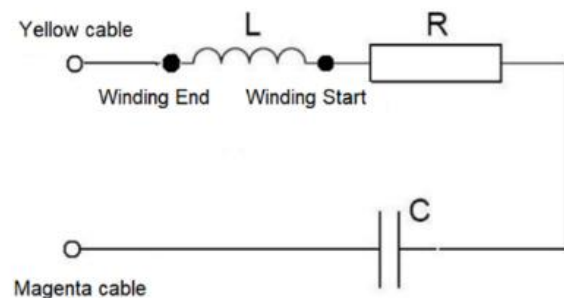 L
R
Yellow cable
Winding End
Winding Start
C
Magenta cable